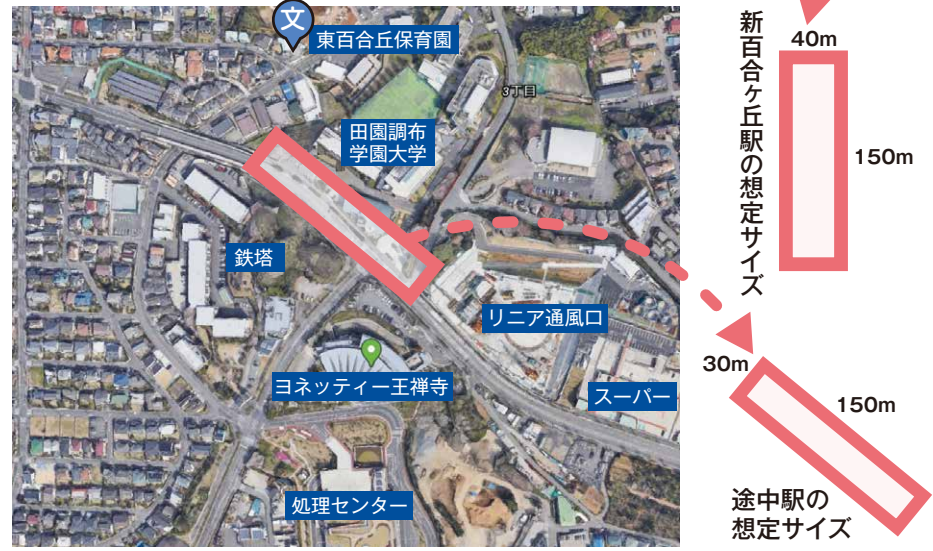 文
東百合丘保育園
3丁目
田園調布
学園大学
鉄塔
リニア通風口
ヨネッティー王禅寺
スーパー
処理センター
新百合ヶ丘駅の想定サイズ
40m
150m
30m
150m
途中駅の
想定サイズ